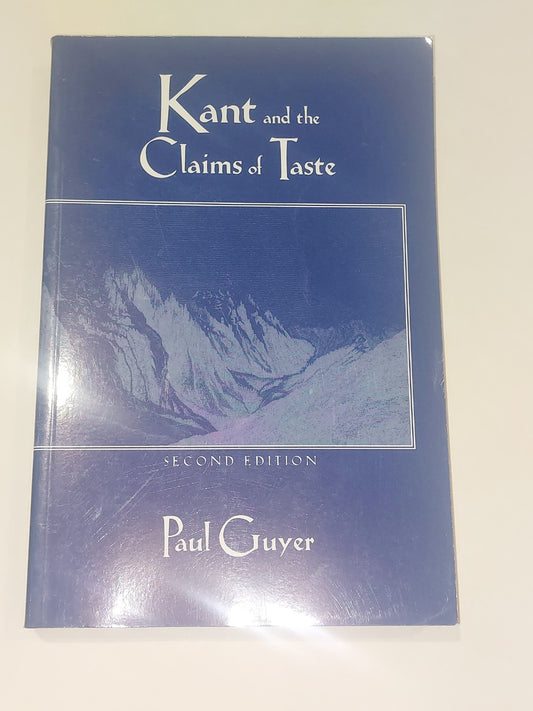 Kant and the
Claims of Taste
SECOND EDITION
Paul Guyer